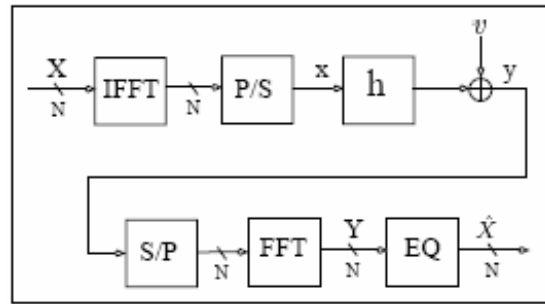 υ
X IFFT P/S x h y
N N
S/P FFT Y EQ X̂
N N N